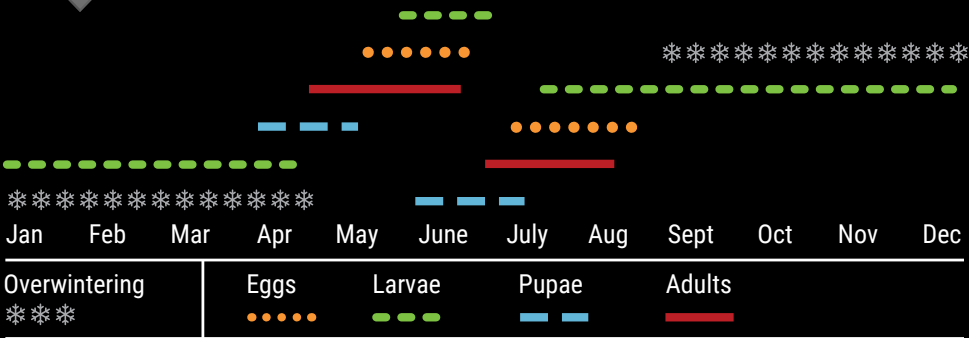 Jan Feb Mar Apr May June July Aug Sept Oct Nov Dec
Overwintering Eggs Larvae Pupae Adults